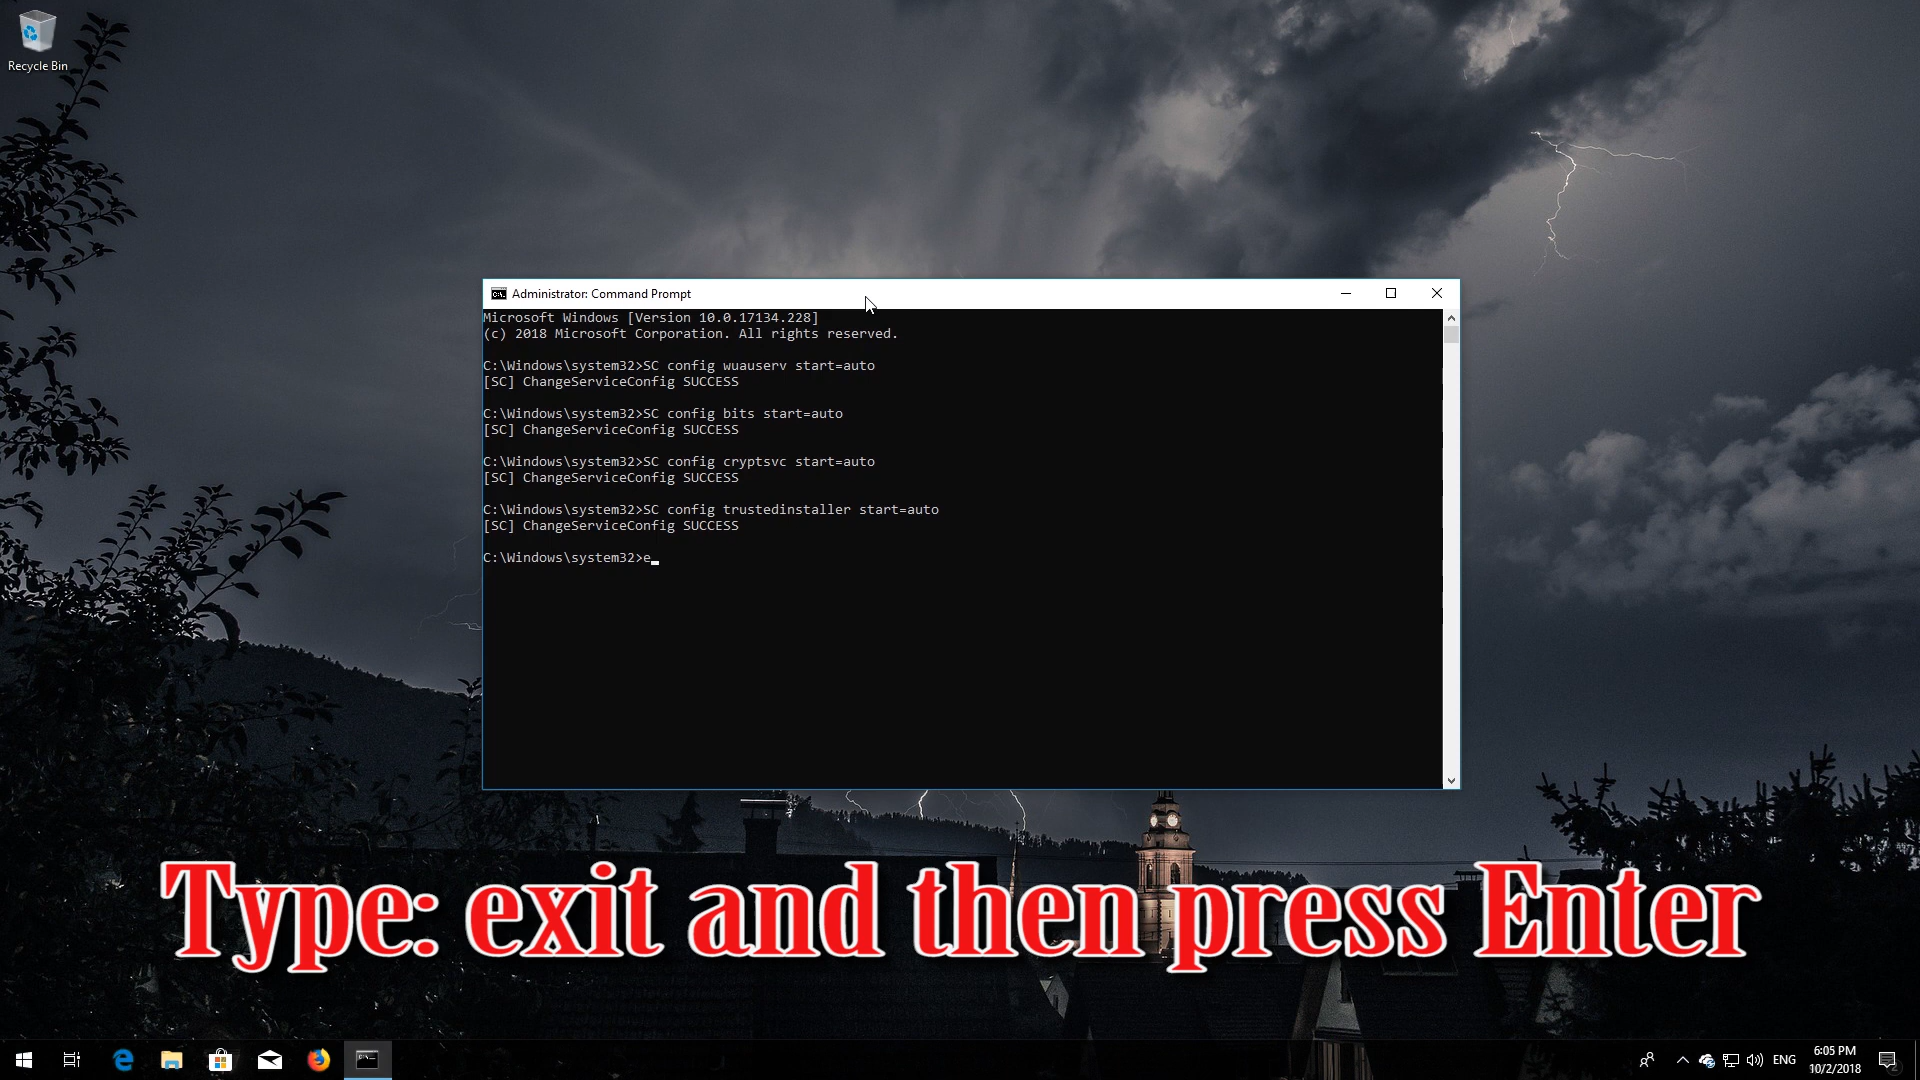 Recycle Bin
Administrator: Command Prompt
Microsoft Windows [Version 10.0.17134.228]
(c) 2018 Microsoft Corporation. All rights reserved.
C:\Windows\system32>SC config wuauserv start=auto
[SC] ChangeServiceConfig SUCCESS
C:\Windows\system32>SC config bits start=auto
[SC] ChangeServiceConfig SUCCESS
C:\Windows\system32>SC config cryptsvc start=auto
[SC] ChangeServiceConfig SUCCESS
C:\Windows\system32>SC config trustedinstaller start=auto
[SC] ChangeServiceConfig SUCCESS
C:\Windows\system32>e
Type: exit and then press Enter
ENG
6:05 PM
10/2/2018